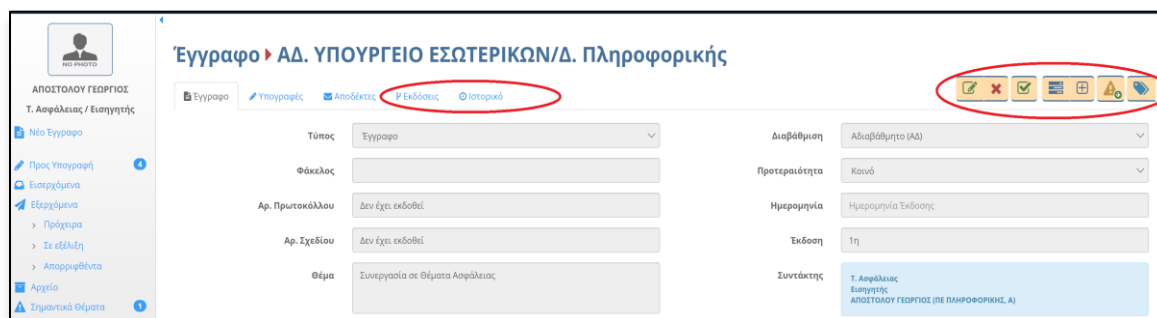 NO PHOTO
ΑΠΟΣΤΟΛΟΥ ΓΕΩΡΓΙΟΣ
Τ. Ασφάλειας / Εισηγητής
Νέο Έγγραφο
Προς Υπογραφή 4
Εισερχόμενα
Εξερχόμενα
Πρόχειρα
Σε εξέλιξη
Απορριφθέντα
Αρχείο
Σημαντικά Θέματα 1
Έγγραφο ΑΔ. ΥΠΟΥΡΓΕΙΟ ΕΣΩΤΕΡΙΚΩΝ/Δ. Πληροφορικής
Έγγραφο Υπογραφές Αποδέκτες Εκδόσεις Ιστορικό
Τύπος Έγγραφο Διαβάθμιση Αδιαβάθμητο (ΑΔ)
Φάκελος Προτεραιότητα Κοινό
Αρ. Πρωτοκόλλου Δεν έχει εκδοθεί Ημερομηνία Ημερομηνία Έκδοσης
Αρ. Σχεδίου Δεν έχει εκδοθεί Έκδοση 1η
Θέμα Συνεργασία σε Θέματα Ασφάλειας Συντάκτης Τ. Ασφάλειας
Εισηγητής
ΑΠΟΣΤΟΛΟΥ ΓΕΩΡΓΙΟΣ (ΠΕ ΠΛΗΡΟΦΟΡΙΚΗΣ, Α)